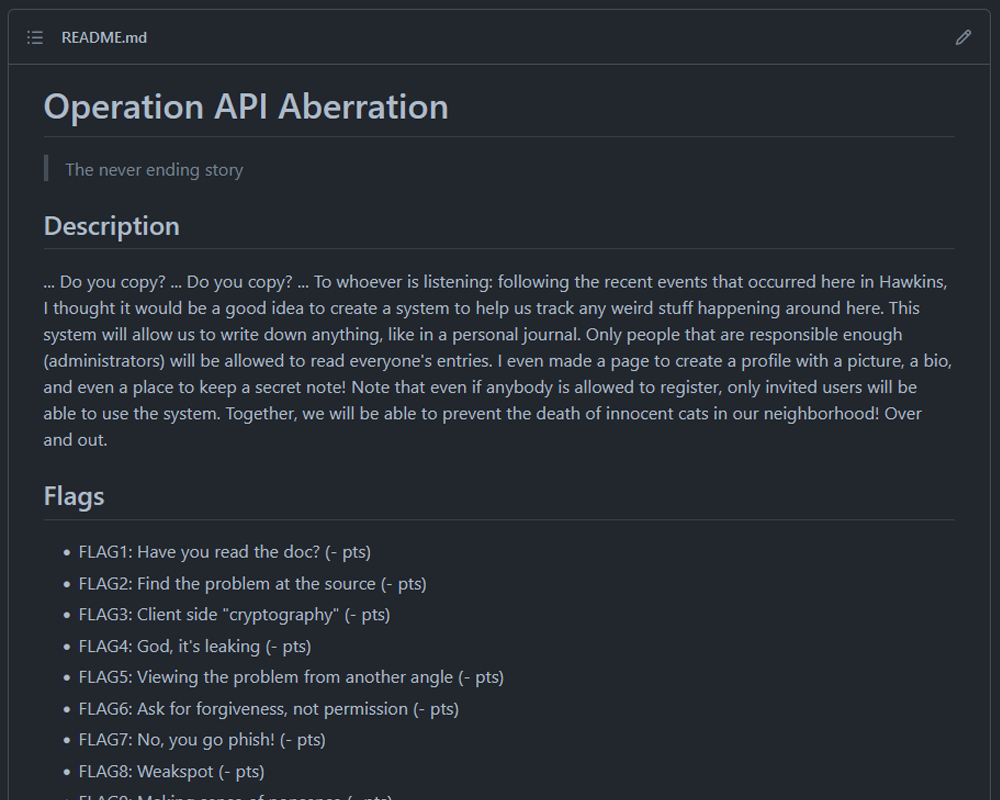 README.md
Operation API Aberration
The never ending story
Description
... Do you copy? ... Do you copy? ... To whoever is listening: following the recent events that occurred here in Hawkins,
I thought it would be a good idea to create a system to help us track any weird stuff happening around here. This
system will allow us to write down anything, like in a personal journal. Only people that are responsible enough
(administrators) will be allowed to read everyone's entries. I even made a page to create a profile with a picture, a bio,
and even a place to keep a secret note! Note that even if anybody is allowed to register, only invited users will be
able to use the system. Together, we will be able to prevent the death of innocent cats in our neighborhood! Over
and out.
Flags
• FLAG1: Have you read the doc? (- pts)
• FLAG2: Find the problem at the source (- pts)
• FLAG3: Client side "cryptography" (- pts)
• FLAG4: God, it's leaking (- pts)
• FLAG5: Viewing the problem from another angle (- pts)
• FLAG6: Ask for forgiveness, not permission (- pts)
• FLAG7: No, you go phish! (- pts)
• FLAG8: Weakspot (- pts)
• FLAG9: Making sense of nonsense (- pts)